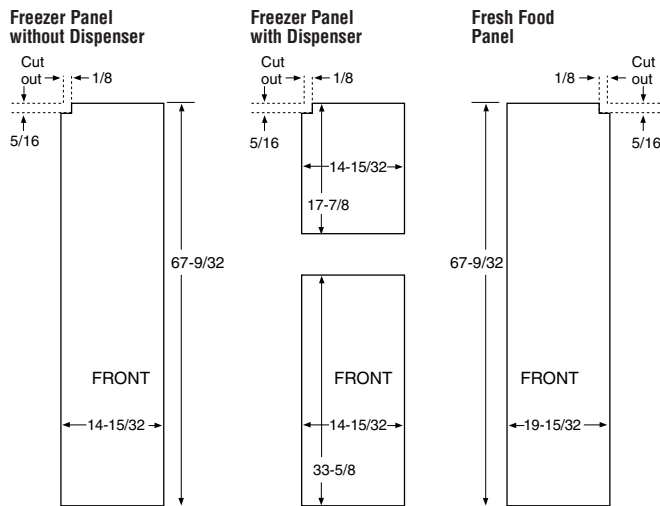 Freezer Panel
without Dispenser
Cut
out
1/8
5/16
67-9/32
FRONT
14-15/32
Freezer Panel
with Dispenser
Cut
out
1/8
5/16
14-15/32
17-7/8
FRONT
14-15/32
33-5/8
Fresh Food
Panel
Cut
1/8
out
5/16
67-9/32
FRONT
19-15/32